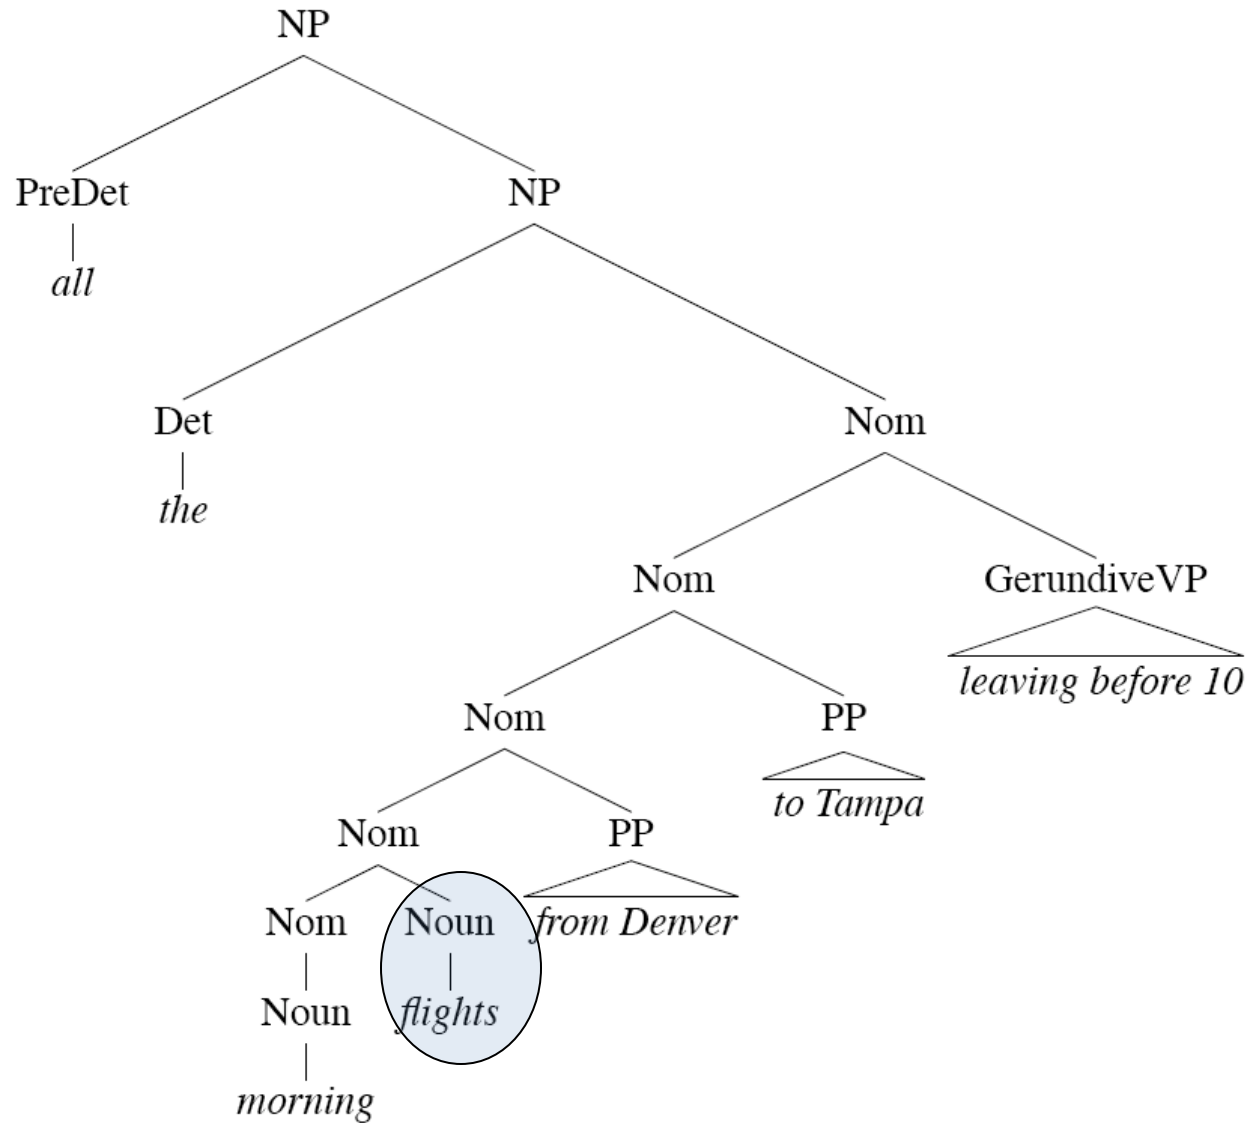 NP
PreDet NP
all
Det Nom
the
Nom GerundiveVP
leaving before 10
Nom PP
to Tampa
Nom PP
Nom Noun from Denver
Noun flights
morning